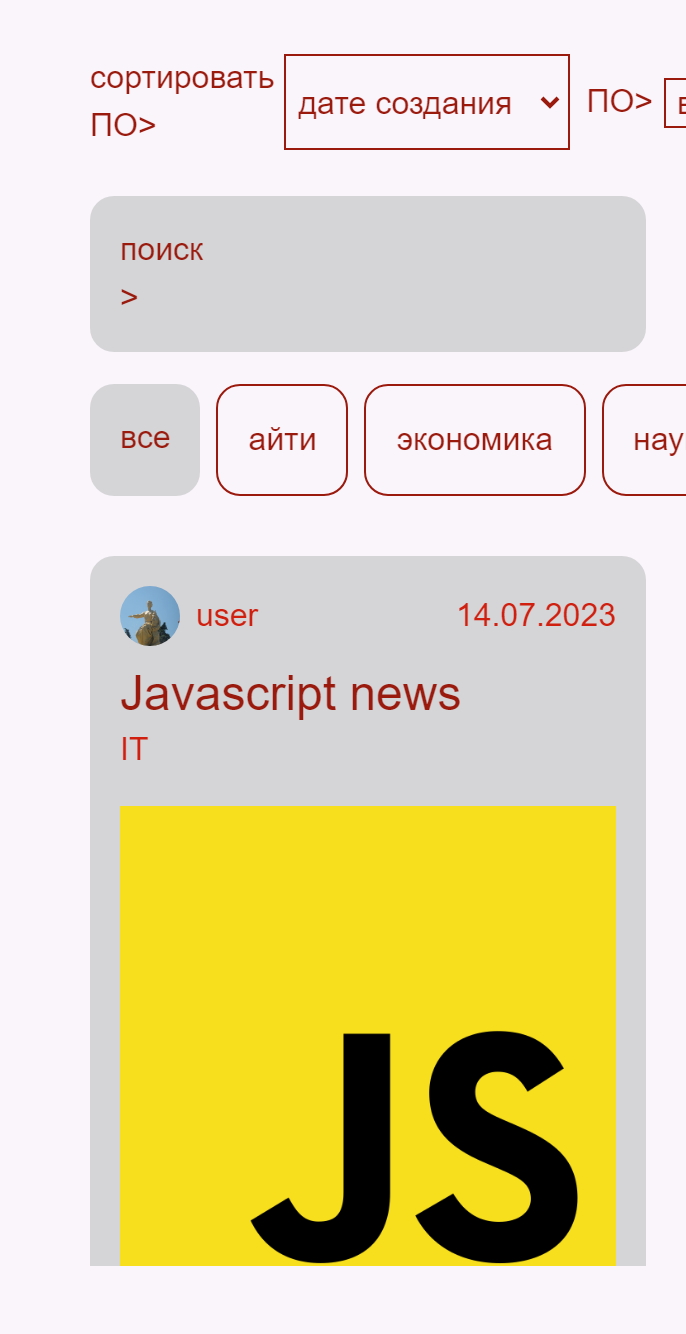 сортировать
ПО>
дате создания
ПО>
поиск
>
все
айти
экономика
нау
user
14.07.2023
Javascript news
IT
JS